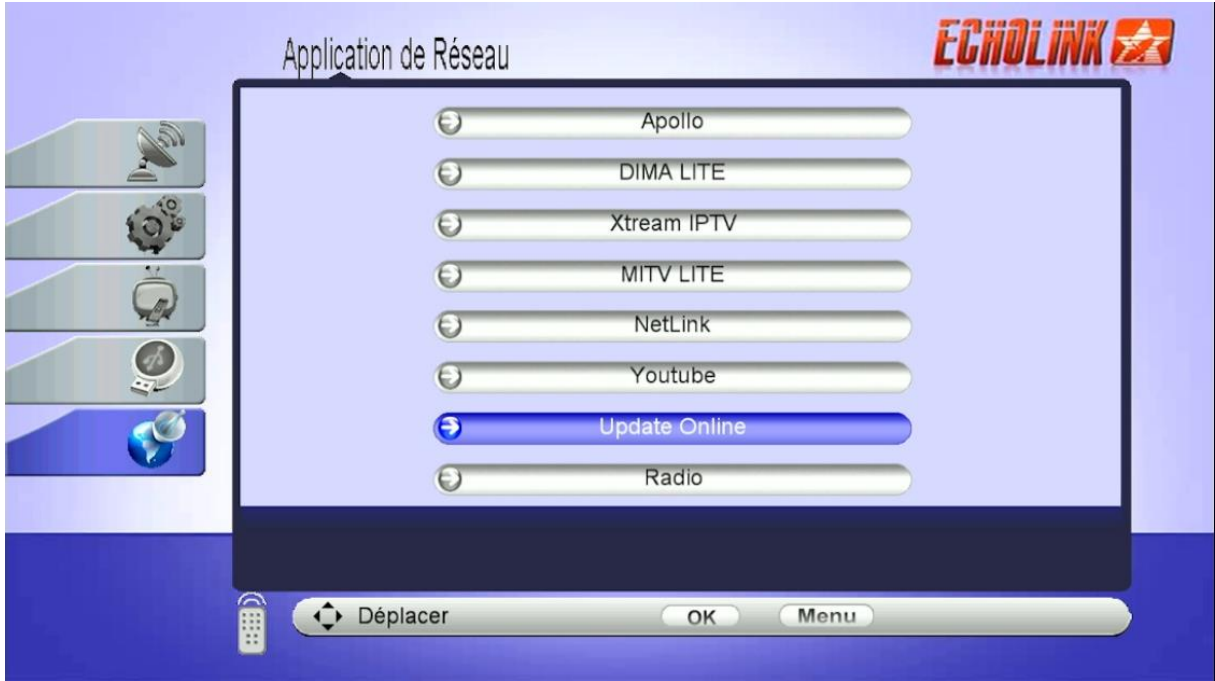 Application de Réseau
ECHOLINK
Apollo
DIMA LITE
Xtream IPTV
MITV LITE
NetLink
Youtube
Update Online
Radio
Déplacer OK Menu